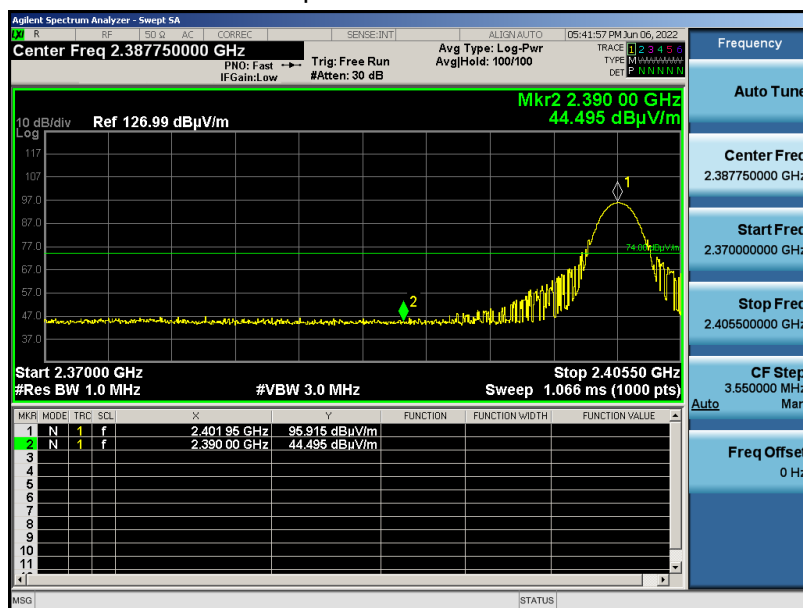 Agilent Spectrum Analyzer - Swept SA
LXI R RF 50 Ω AC CORREC SENSE:INT ALIGN AUTO 05:41:57 PM Jun 06, 2022
Center Freq 2.387750000 GHz
PNO: Fast
IFGain:Low
Trig: Free Run
#Atten: 30 dB
Avg Type: Log-Pwr
Avg|Hold: 100/100
TRACE 1 2 3 4 5 6
TYPE M
DET P N N N N N
Mkr2 2.390 00 GHz
44.495 dBµV/m
10 dB/div Ref 126.99 dBµV/m
Log
117
107
97.0
87.0
77.0
67.0
57.0
47.0
37.0
1
2
74.00 dBµV/m
Start 2.37000 GHz Stop 2.40550 GHz
#Res BW 1.0 MHz #VBW 3.0 MHz Sweep 1.066 ms (1000 pts)
MKR MODE TRC SCL X Y FUNCTION FUNCTION WIDTH FUNCTION VALUE
1 N 1 f 2.401 95 GHz 95.915 dBµV/m
2 N 1 f 2.390 00 GHz 44.495 dBµV/m
3
4
5
6
7
8
9
10
11
MSG STATUS
Frequency
Auto Tune
Center Freq
2.387750000 GHz
Start Freq
2.370000000 GHz
Stop Freq
2.405500000 GHz
CF Step
3.550000 MHz
Auto Man
Freq Offset
0 Hz